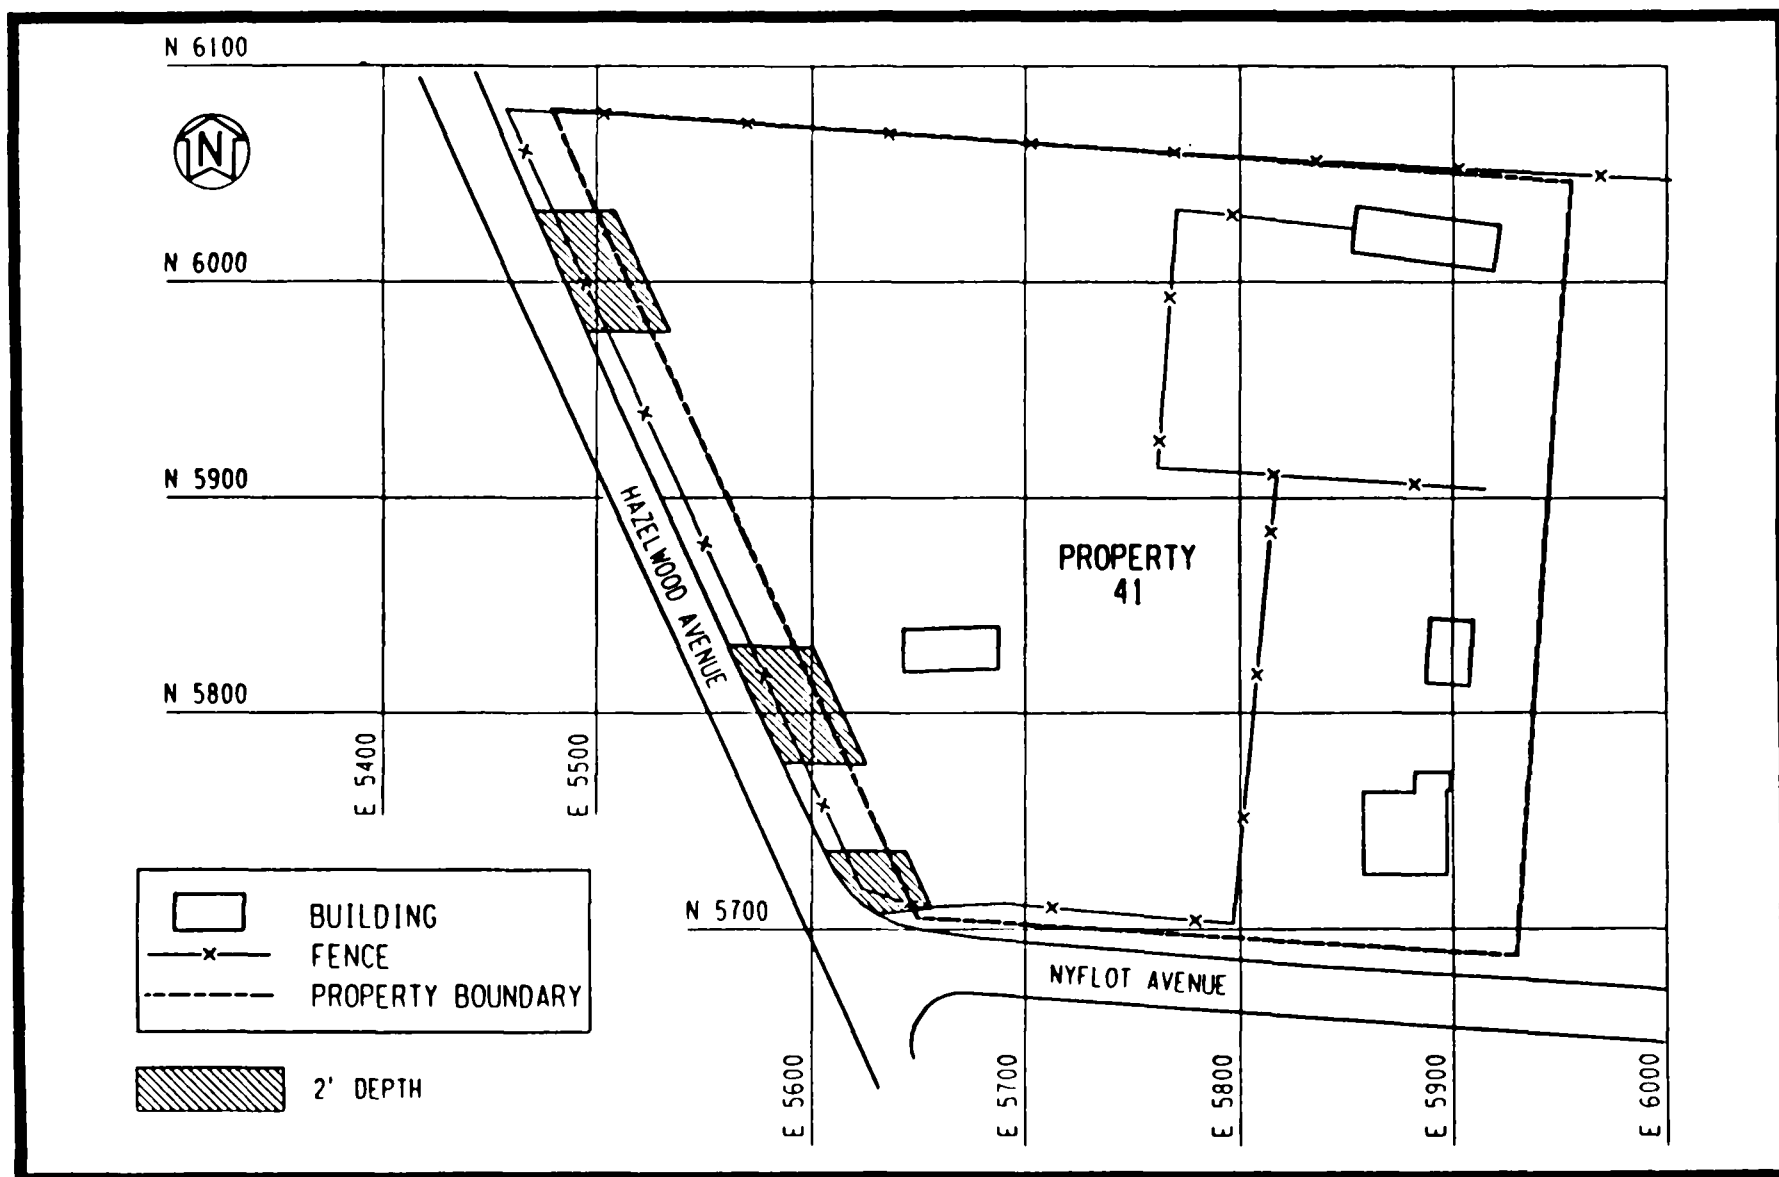 N 6100
N
N 6000
N 5900
HAZELWOOD AVENUE
PROPERTY
41
N 5800
E 5400
E 5500
N 5700
BUILDING
FENCE
PROPERTY BOUNDARY
NYFLOT AVENUE
2' DEPTH
E 5600
E 5700
E 5800
E 5900
E 6000